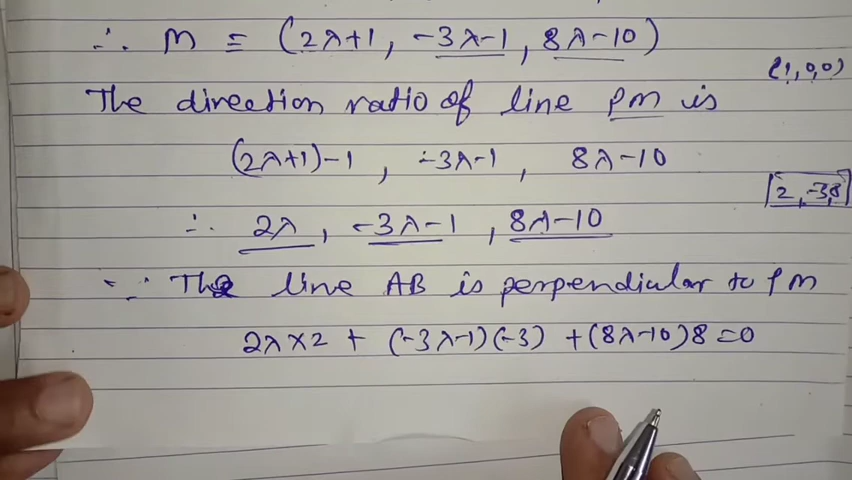 ∴ M ≡ (2λ+1, -3λ-1, 8λ-10)
(1,0,0)
The direction ratio of line PM is
(2λ+1)-1, -3λ-1, 8λ-10
2, -3, 8
∴ 2λ, -3λ-1, 8λ-10
∵ The line AB is perpendicular to PM
2λ×2 + (-3λ-1)(-3) + (8λ-10)8 = 0